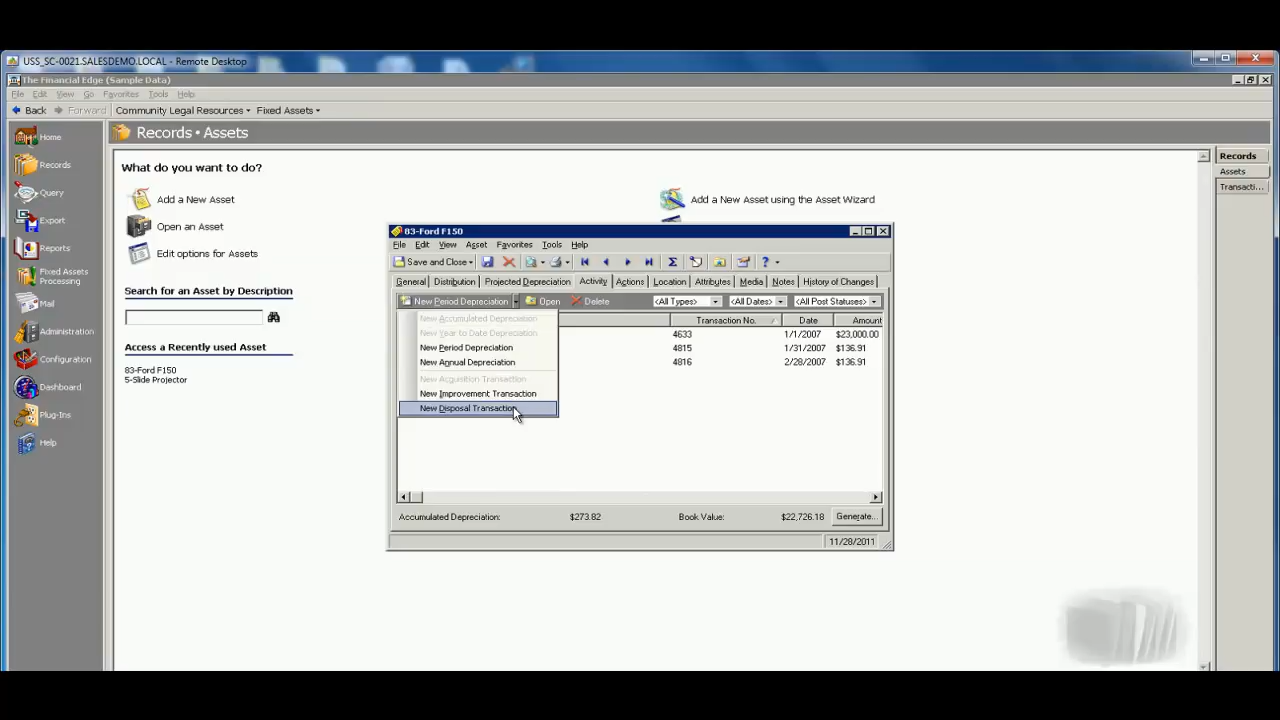 USS_SC-0021.SALESDEMO.LOCAL - Remote Desktop
The Financial Edge (Sample Data)
File Edit View Go Favorites Tools Help
Back Forward Community Legal Resources Fixed Assets
Records • Assets
Home
Records
Query
Export
Reports
Fixed Assets
Processing
Mail
Administration
Configuration
Dashboard
Plug-Ins
Help
What do you want to do?
Add a New Asset
Add a New Asset using the Asset Wizard
Open an Asset
Edit options for Assets
Search for an Asset by Description
Access a Recently used Asset
83-Ford F150
5-Slide Projector
Records
Assets
Transacti...
83-Ford F150
File Edit View Asset Favorites Tools Help
Save and Close
General Distribution Projected Depreciation Activity Actions Location Attributes Media Notes History of Changes
New Period Depreciation Open Delete <All Types> <All Dates> <All Post Statuses>
Transaction No. Date Amount
4633 1/1/2007 $23,000.00
4815 1/31/2007 $136.91
4816 2/28/2007 $136.91
New Accumulated Depreciation
New Year to Date Depreciation
New Period Depreciation
New Annual Depreciation
New Acquisition Transaction
New Improvement Transaction
New Disposal Transaction
Accumulated Depreciation: $273.82 Book Value: $22,726.18 Generate...
11/28/2011